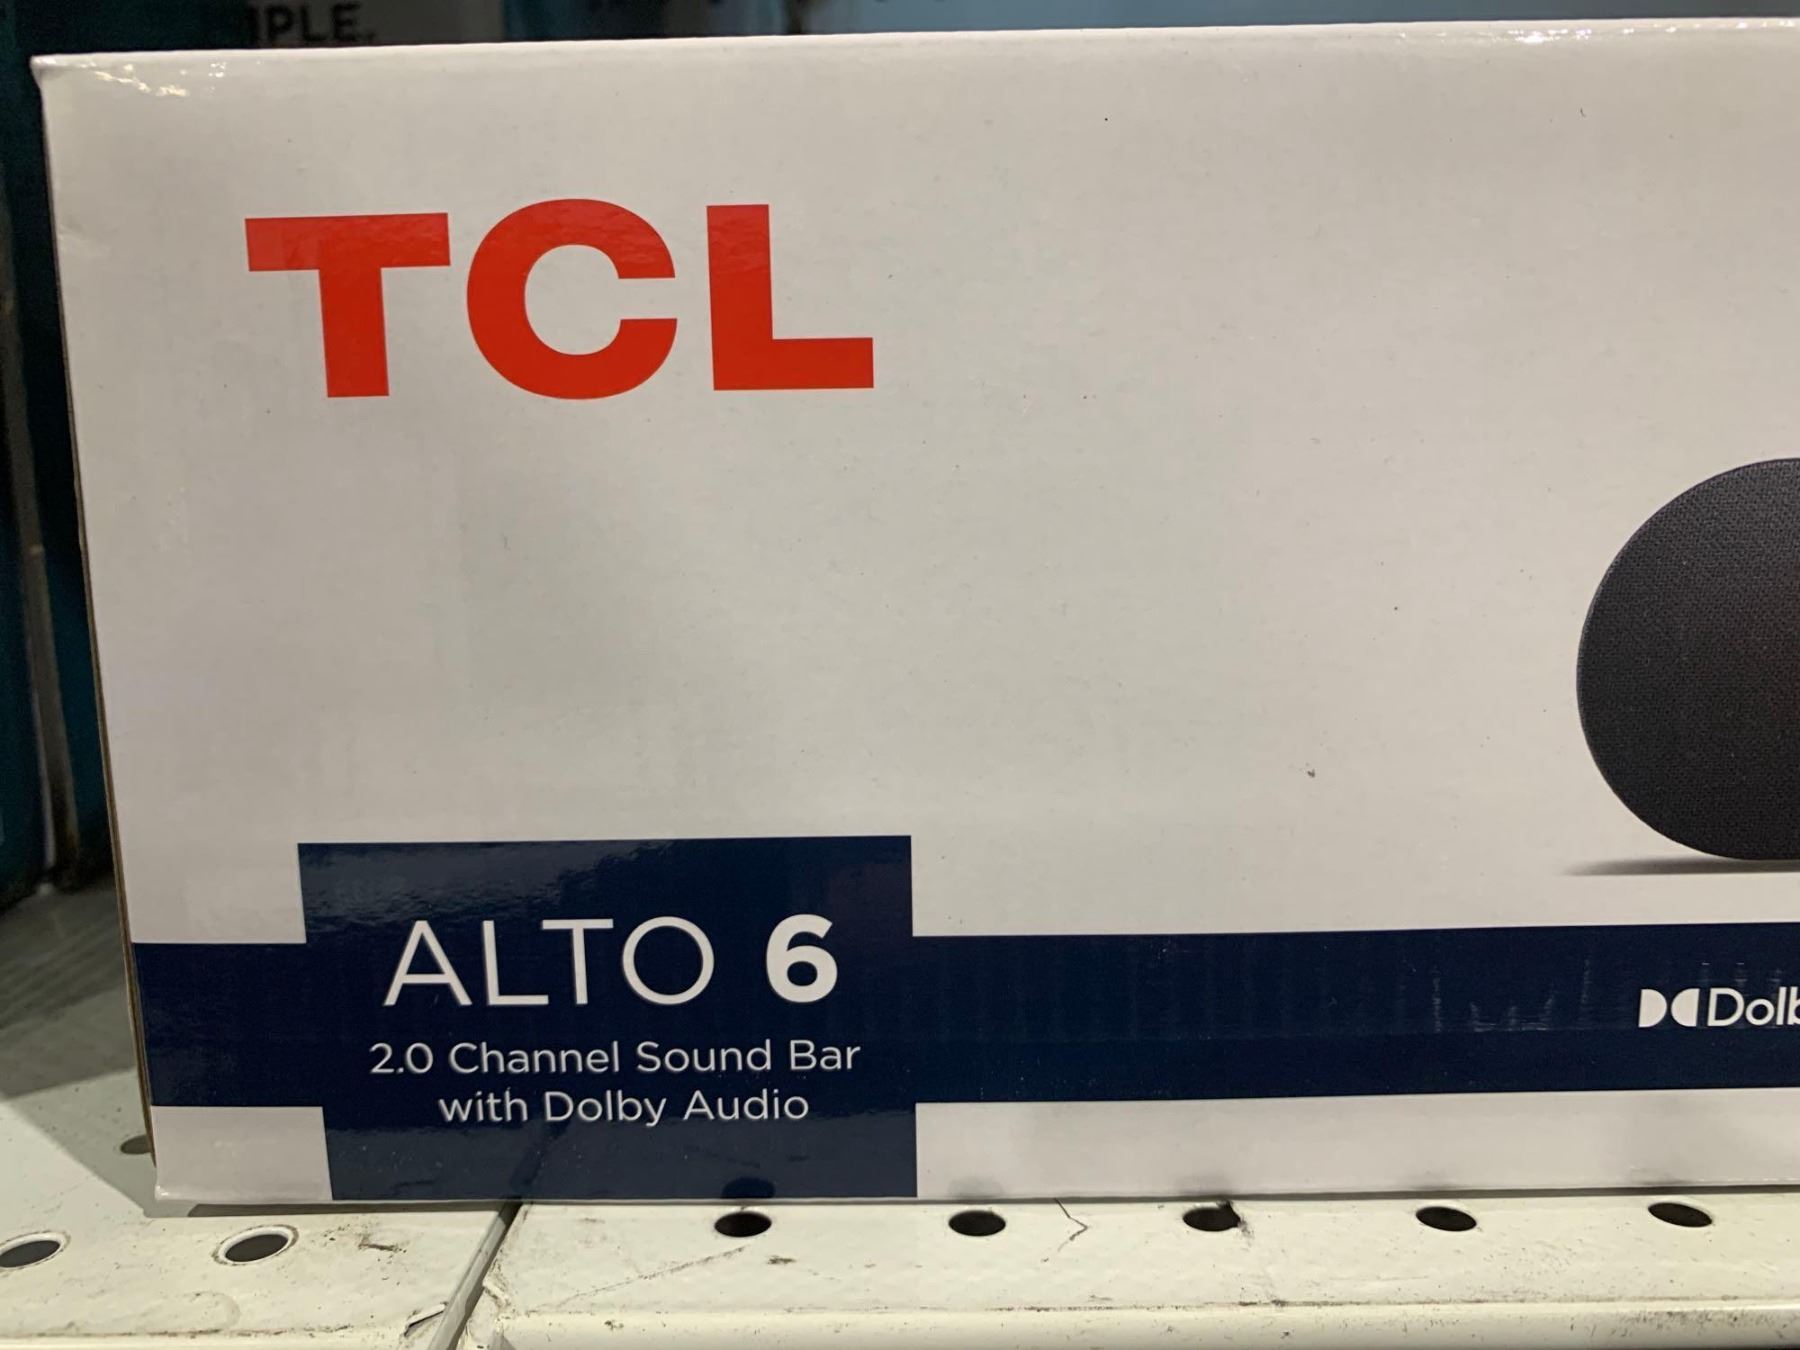 TCL
ALTO 6
2.0 Channel Sound Bar
with Dolby Audio